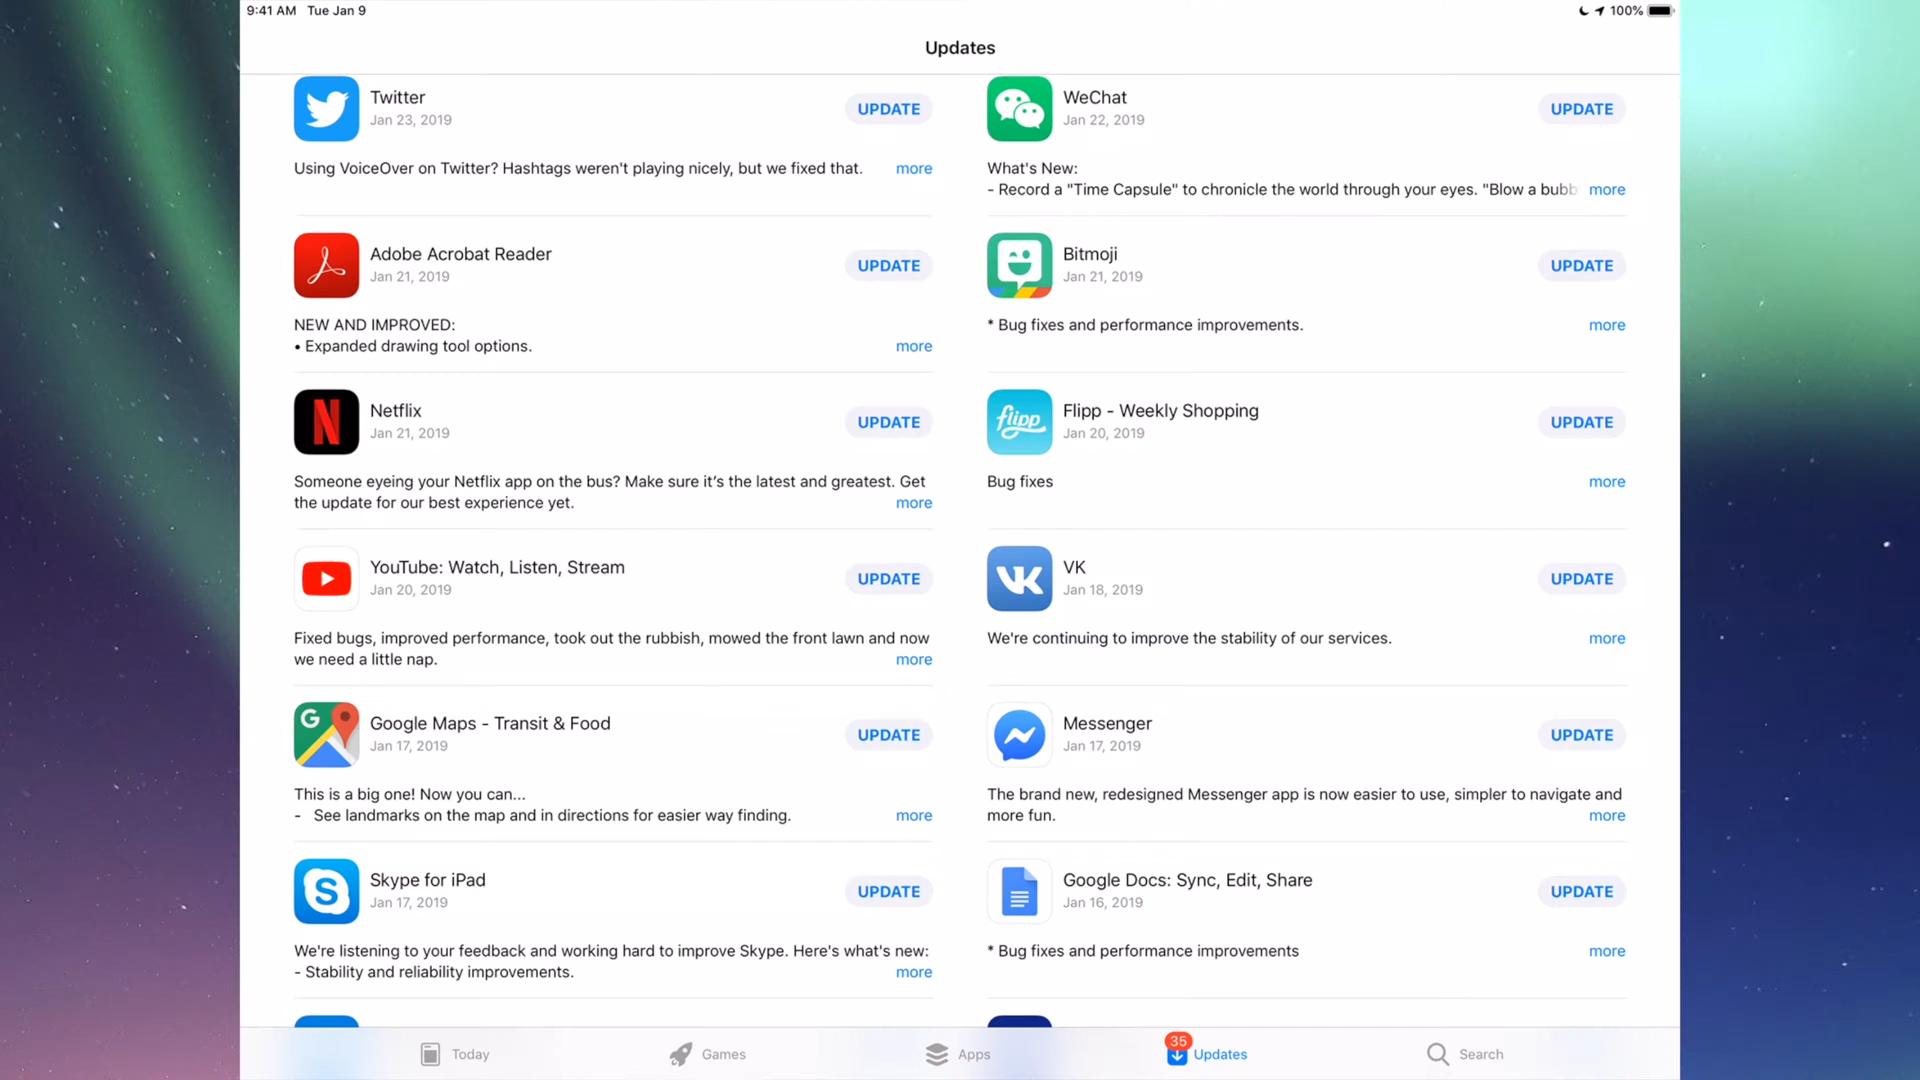 9:41 AM Tue Jan 9
100%
Updates
Twitter
Jan 23, 2019
UPDATE
Using VoiceOver on Twitter? Hashtags weren't playing nicely, but we fixed that. more
WeChat
Jan 22, 2019
UPDATE
What's New:
- Record a "Time Capsule" to chronicle the world through your eyes. "Blow a bubb more
Adobe Acrobat Reader
Jan 21, 2019
UPDATE
NEW AND IMPROVED:
• Expanded drawing tool options. more
Bitmoji
Jan 21, 2019
UPDATE
* Bug fixes and performance improvements. more
Netflix
Jan 21, 2019
UPDATE
Someone eyeing your Netflix app on the bus? Make sure it’s the latest and greatest. Get
the update for our best experience yet. more
flipp
Flipp - Weekly Shopping
Jan 20, 2019
UPDATE
Bug fixes more
YouTube: Watch, Listen, Stream
Jan 20, 2019
UPDATE
Fixed bugs, improved performance, took out the rubbish, mowed the front lawn and now
we need a little nap. more
VK
Jan 18, 2019
UPDATE
We're continuing to improve the stability of our services. more
G
Google Maps - Transit & Food
Jan 17, 2019
UPDATE
This is a big one! Now you can...
- See landmarks on the map and in directions for easier way finding. more
Messenger
Jan 17, 2019
UPDATE
The brand new, redesigned Messenger app is now easier to use, simpler to navigate and
more fun. more
S
Skype for iPad
Jan 17, 2019
UPDATE
We're listening to your feedback and working hard to improve Skype. Here's what's new:
- Stability and reliability improvements. more
Google Docs: Sync, Edit, Share
Jan 16, 2019
UPDATE
* Bug fixes and performance improvements more
Today
Games
Apps
35
Updates
Search